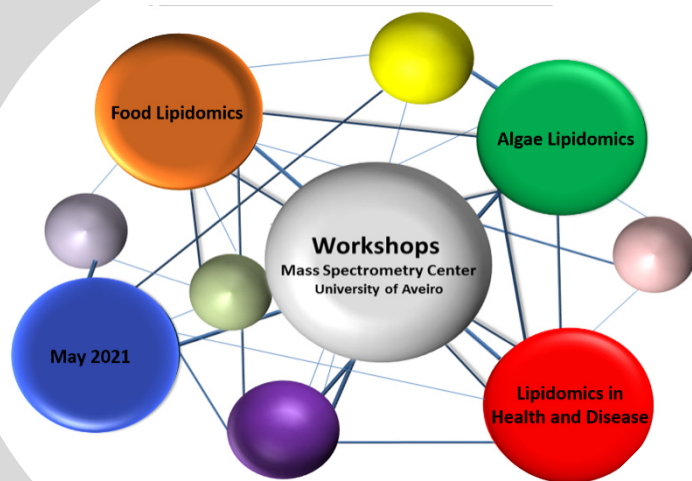 Food Lipidomics
Algae Lipidomics
Workshops
Mass Spectrometry Center
University of Aveiro
May 2021
Lipidomics in
Health and Disease